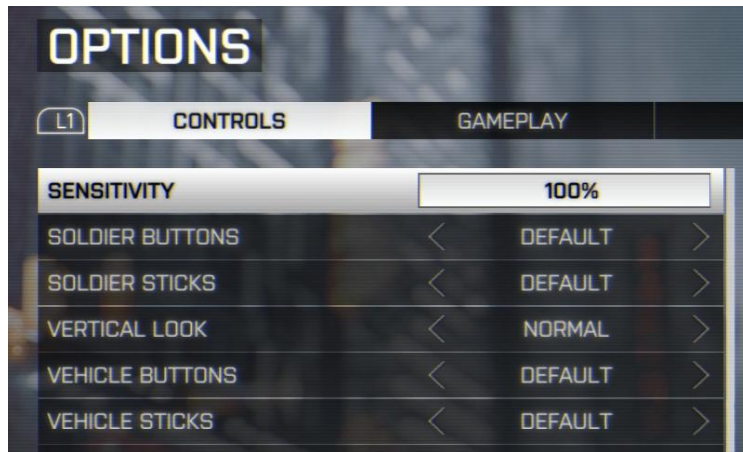 OPTIONS
L1 CONTROLS GAMEPLAY
SENSITIVITY 100%
SOLDIER BUTTONS DEFAULT
SOLDIER STICKS DEFAULT
VERTICAL LOOK NORMAL
VEHICLE BUTTONS DEFAULT
VEHICLE STICKS DEFAULT